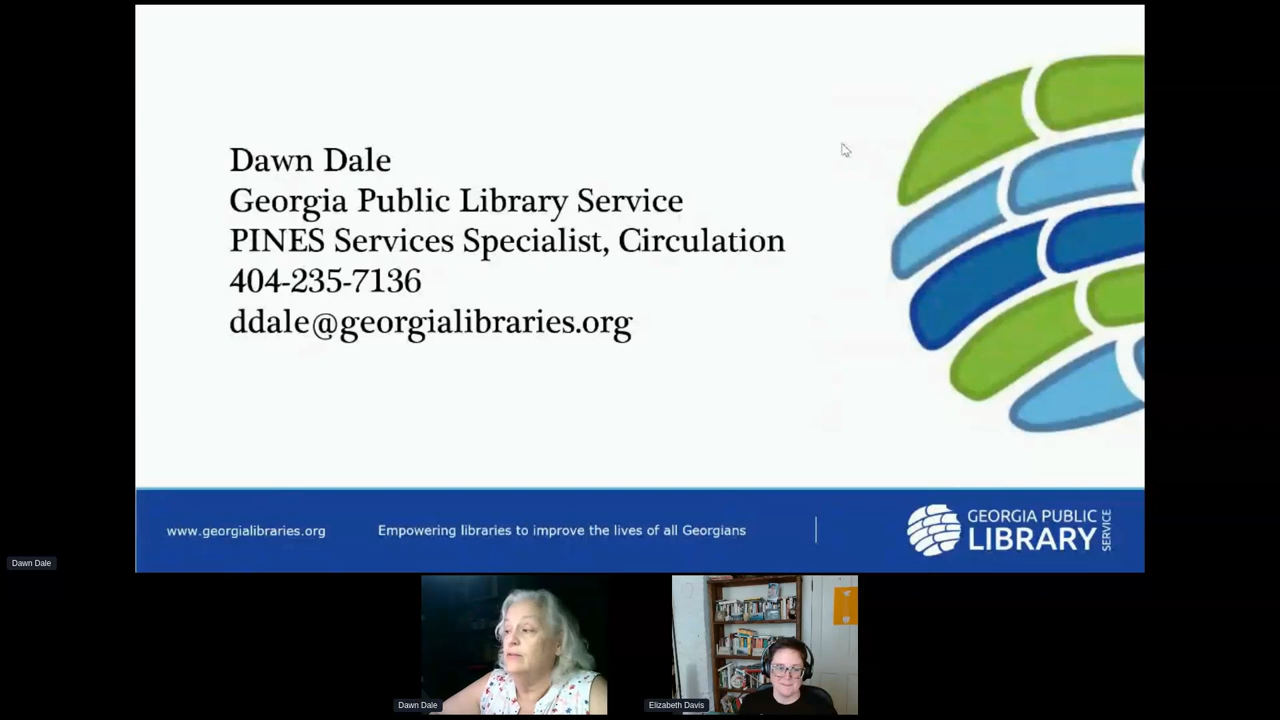 Dawn Dale
Georgia Public Library Service
PINES Services Specialist, Circulation
404-235-7136
ddale@georgialibraries.org
www.georgialibraries.org
Empowering libraries to improve the lives of all Georgians
GEORGIA PUBLIC
LIBRARY
SERVICE
Dawn Dale
Dawn Dale
Elizabeth Davis